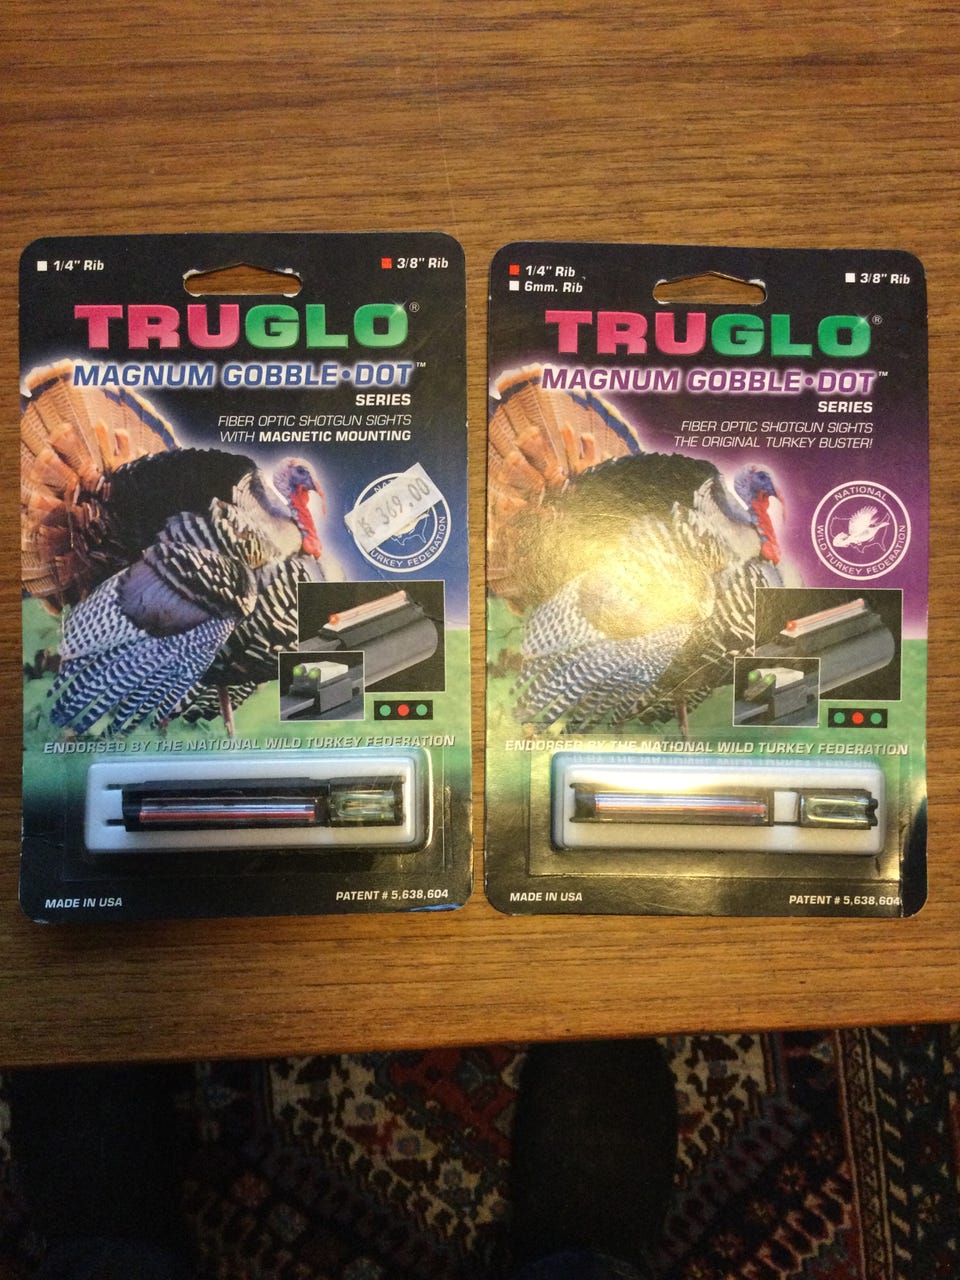 1/4" Rib
3/8" Rib
TRUGLO®
MAGNUM GOBBLE•DOT™
SERIES
FIBER OPTIC SHOTGUN SIGHTS
WITH MAGNETIC MOUNTING
369.00
TURKEY FEDERATION
ENDORSED BY THE NATIONAL WILD TURKEY FEDERATION
MADE IN USA
PATENT # 5,638,604
1/4" Rib
6mm. Rib
3/8" Rib
TRUGLO®
MAGNUM GOBBLE•DOT™
SERIES
FIBER OPTIC SHOTGUN SIGHTS
THE ORIGINAL TURKEY BUSTER!
NATIONAL
WILD TURKEY FEDERATION
ENDORSED BY THE NATIONAL WILD TURKEY FEDERATION
MADE IN USA
PATENT # 5,638,604